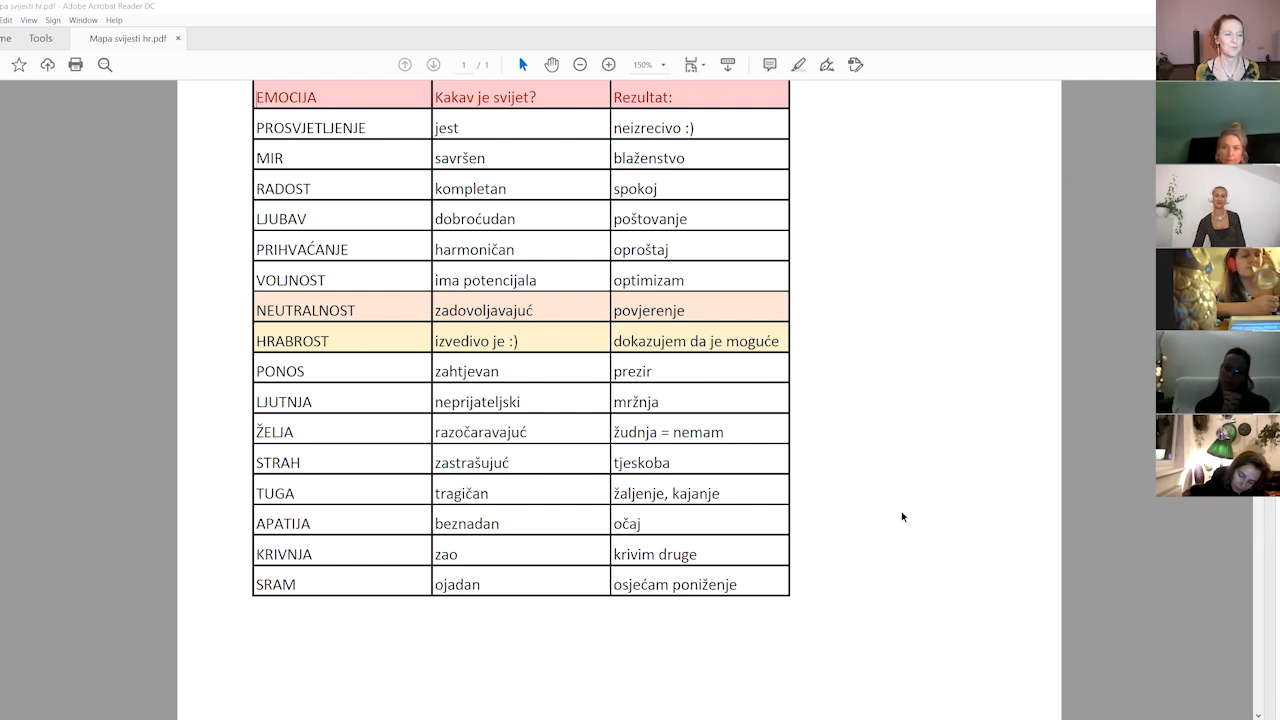 pa svijesti hr.pdf - Adobe Acrobat Reader DC
Edit View Sign Window Help
me Tools Mapa svijesti hr.pdf ×
1 / 1 150%
EMOCIJA Kakav je svijet? Rezultat:
PROSVJETLJENJE jest neizrecivo :)
MIR savršen blaženstvo
RADOST kompletan spokoj
LJUBAV dobroćudan poštovanje
PRIHVAĆANJE harmoničan oproštaj
VOLJNOST ima potencijala optimizam
NEUTRALNOST zadovoljavajuć povjerenje
HRABROST izvedivo je :) dokazujem da je moguće
PONOS zahtjevan prezir
LJUTNJA neprijateljski mržnja
ŽELJA razočaravajuć žudnja = nemam
STRAH zastrašujuć tjeskoba
TUGA tragičan žaljenje, kajanje
APATIJA beznadan očaj
KRIVNJA zao krivim druge
SRAM ojadan osjećam poniženje